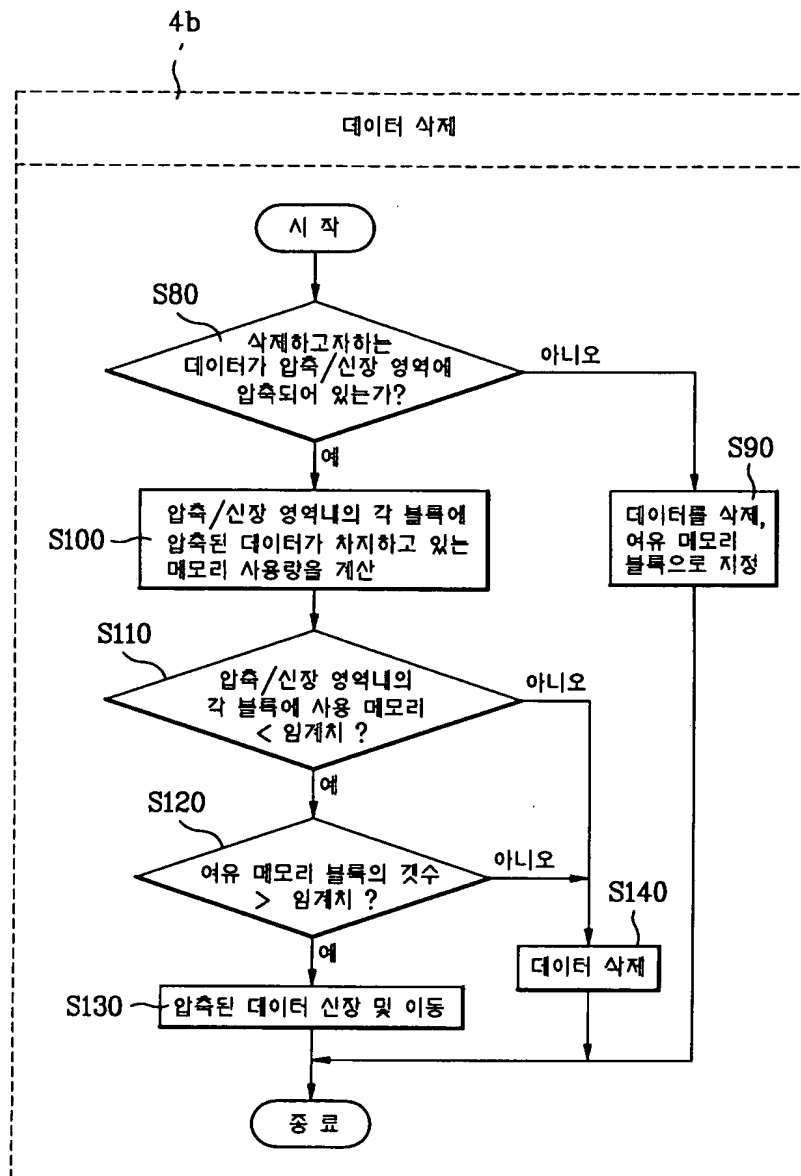 4b
데이터 삭제
시 작
S80
삭제하고자하는
데이터가 압축/신장 영역에
압축되어 있는가?
아니오
예
S90
데이터를 삭제,
여유 메모리
블록으로 지정
S100
압축/신장 영역내의 각 블록에
압축된 데이터가 차지하고 있는
메모리 사용량을 계산
S110
압축/신장 영역내의
각 블록에 사용 메모리
< 임계치 ?
아니오
예
S120
여유 메모리 블록의 갯수
> 임계치 ?
아니오
예
S140
데이터 삭제
S130
압축된 데이터 신장 및 이동
종 료